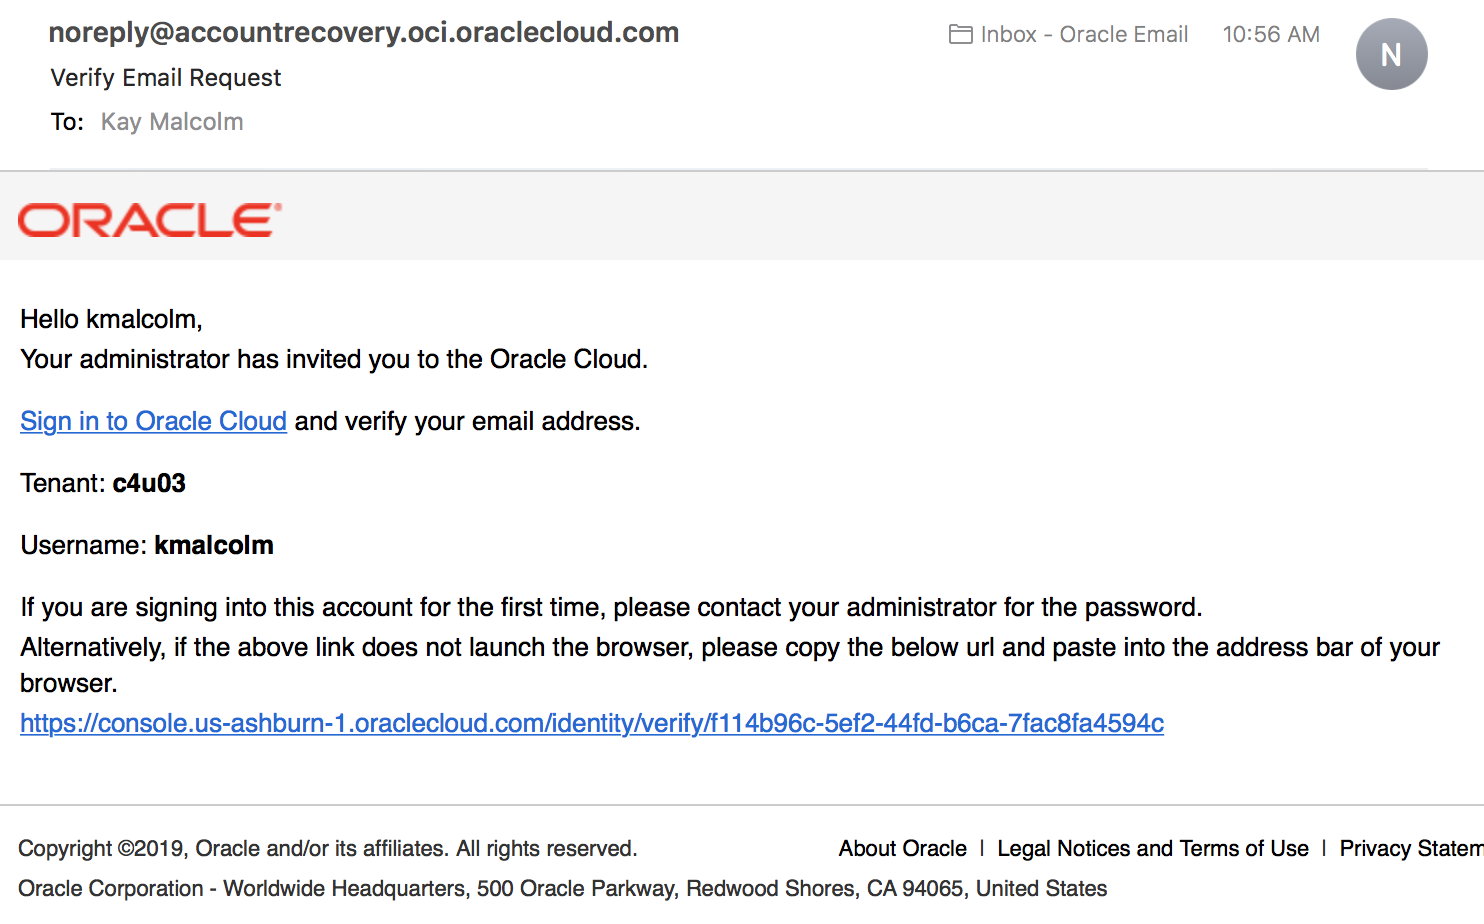 noreply@accountrecovery.oci.oraclecloud.com
Inbox - Oracle Email
10:56 AM
N
Verify Email Request
To: Kay Malcolm
ORACLE®
Hello kmalcolm,
Your administrator has invited you to the Oracle Cloud.
Sign in to Oracle Cloud and verify your email address.
Tenant: c4u03
Username: kmalcolm
If you are signing into this account for the first time, please contact your administrator for the password.
Alternatively, if the above link does not launch the browser, please copy the below url and paste into the address bar of your
browser.
https://console.us-ashburn-1.oraclecloud.com/identity/verify/f114b96c-5ef2-44fd-b6ca-7fac8fa4594c
Copyright ©2019, Oracle and/or its affiliates. All rights reserved.
About Oracle | Legal Notices and Terms of Use | Privacy Statem
Oracle Corporation - Worldwide Headquarters, 500 Oracle Parkway, Redwood Shores, CA 94065, United States